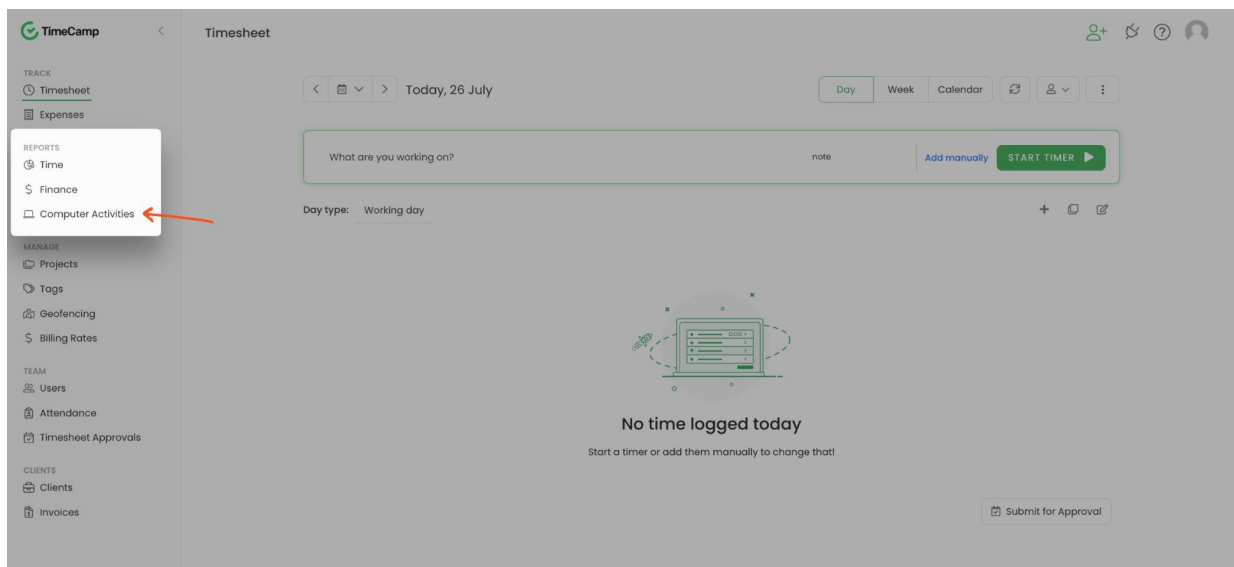 TimeCamp
Timesheet
TRACK
Timesheet
Expenses
REPORTS
Time
Finance
Computer Activities
MANAGE
Projects
Tags
Geofencing
Billing Rates
TEAM
Users
Attendance
Timesheet Approvals
CLIENTS
Clients
Invoices
Today, 26 July
Day Week Calendar
What are you working on? note Add manually START TIMER
Day type: Working day
No time logged today
Start a timer or add them manually to change that!
Submit for Approval